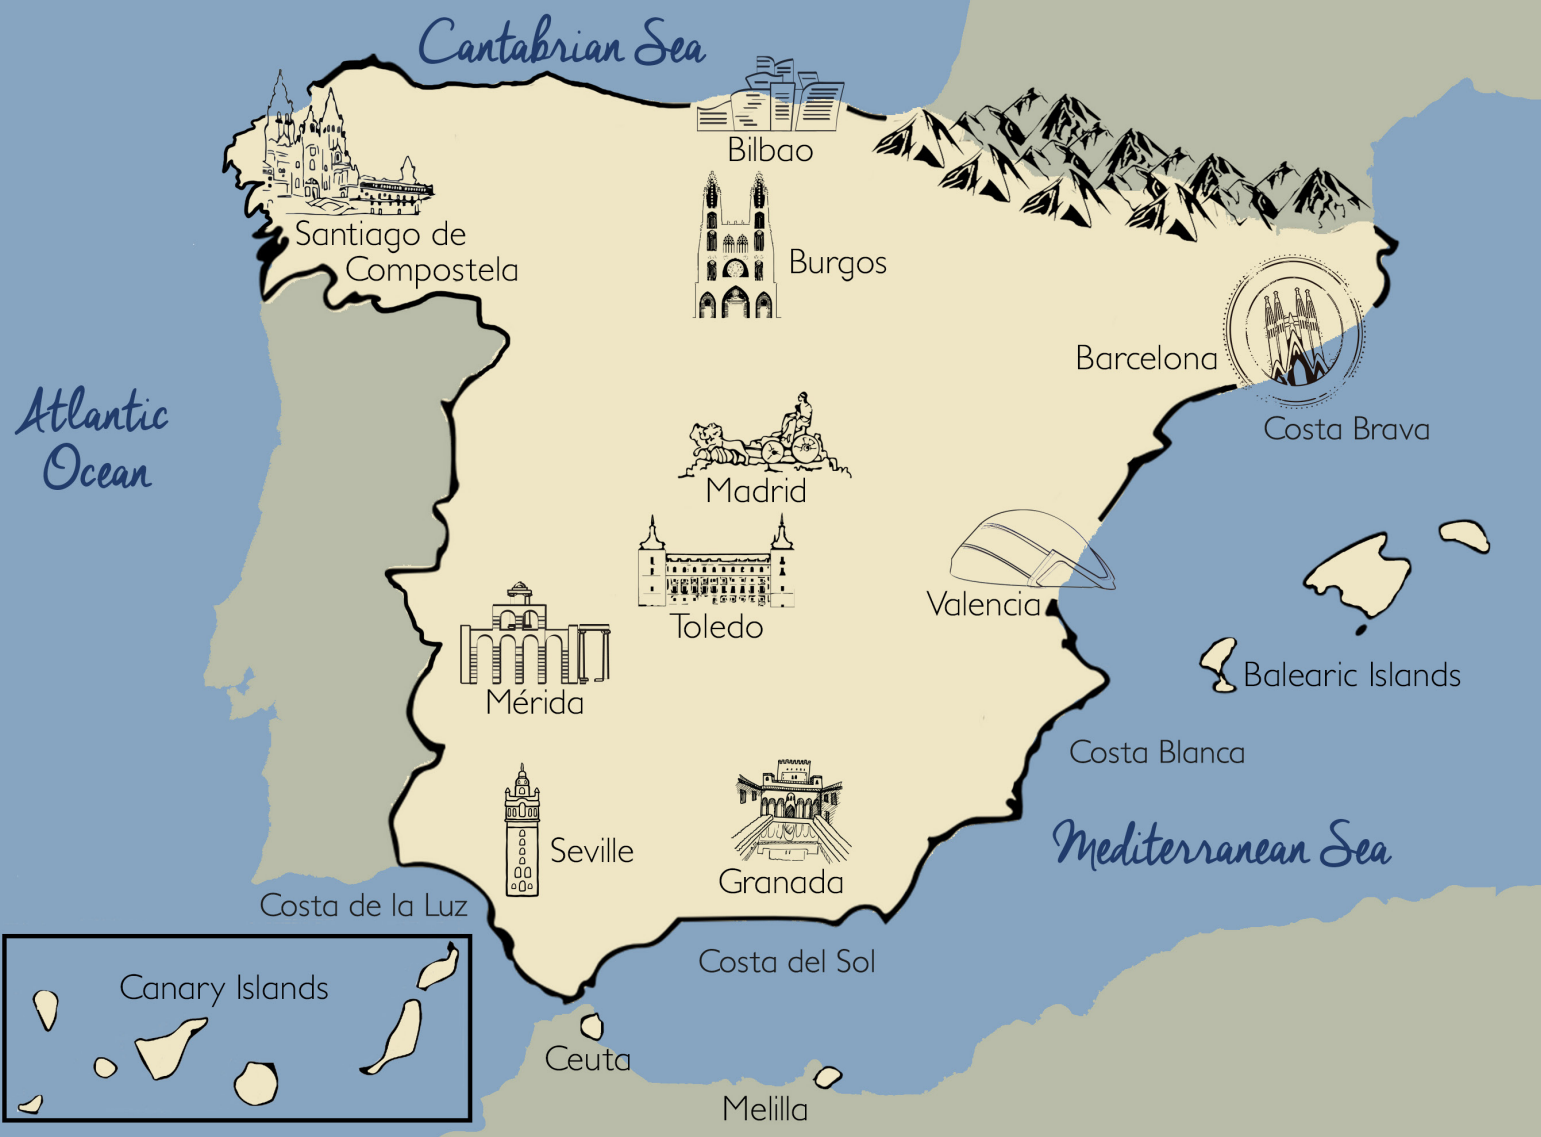 Cantabrian Sea
Bilbao
Santiago de
Compostela
Burgos
Barcelona
Atlantic
Ocean
Costa Brava
Madrid
Valencia
Toledo
Balearic Islands
Mérida
Costa Blanca
Seville
Mediterranean Sea
Granada
Costa de la Luz
Costa del Sol
Canary Islands
Ceuta
Melilla